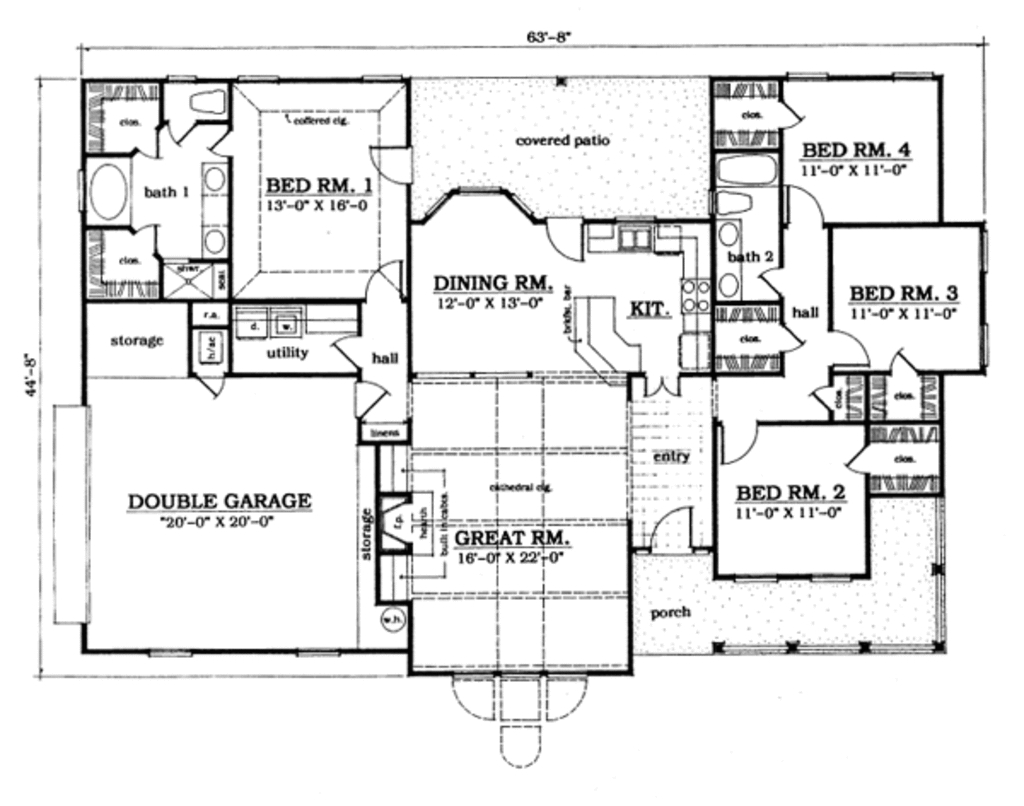 63'-8"
44'-8"
clos.
coffered clg.
bath 1
BED RM. 1
13'-0" X 16'-0
clos.
shwr
seat
covered patio
clos.
BED RM. 4
11'-0" X 11'-0"
bath 2
hall
BED RM. 3
11'-0" X 11'-0"
clos.
clos.
clos.
DINING RM.
12'-0" X 13'-0"
KIT.
brkfst. bar
storage
r.a.
h/ac
d.
w.
utility
hall
linens
entry
clos.
BED RM. 2
11'-0" X 11'-0"
cathedral clg.
DOUBLE GARAGE
"20'-0" X 20'-0"
storage
f.p.
hearth
built in cabs.
GREAT RM.
16'-0" X 22'-0"
w.h.
porch